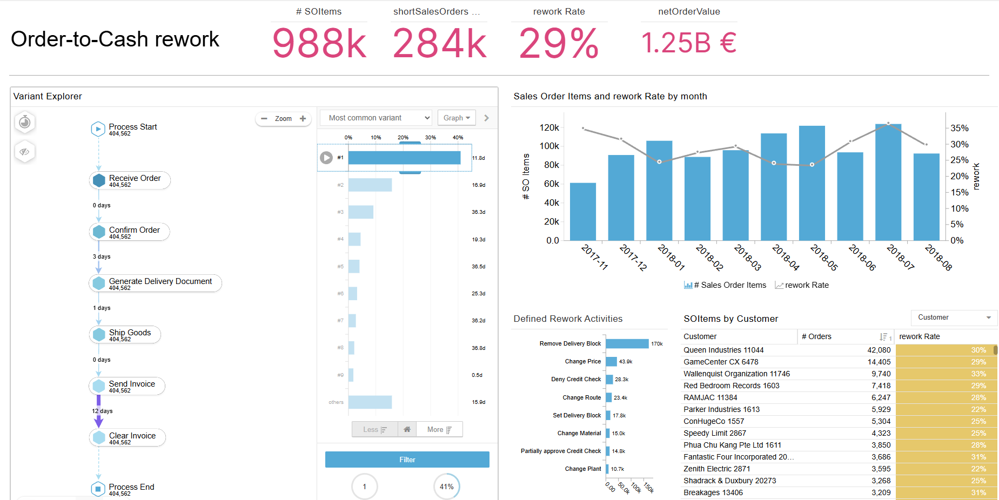 Order-to-Cash rework
# SOItems
988k
shortSalesOrders ...
284k
rework Rate
29%
netOrderValue
1.25B €
Variant Explorer
Zoom
Process Start
404,562
Receive Order
404,562
0 days
Confirm Order
404,562
3 days
Generate Delivery Document
404,562
1 days
Ship Goods
404,562
0 days
Send Invoice
404,562
12 days
Clear Invoice
404,562
Process End
404,562
Most common variant
Graph
0% 10% 20% 30% 40%
#1 11.8d
#2 16.9d
#3 36.3d
#4 19.3d
#5 36.5d
#6 25.3d
#7 36.2d
#8 36.8d
#9 0.5d
others 15.9d
Less
More
Filter
1
41%
Sales Order Items and rework Rate by month
# SO Items
120k
100k
80k
60k
40k
20k
0.0
35%
30%
25%
20%
15%
10%
5%
0%
rework
2017-11
2017-12
2018-01
2018-02
2018-03
2018-04
2018-05
2018-06
2018-07
2018-08
# Sales Order Items
rework Rate
Defined Rework Activities
Remove Delivery Block 170k
Change Price 43.9k
Deny Credit Check 28.3k
Change Route 23.4k
Set Delivery Block 17.8k
Change Material 15.0k
Partially approve Credit Check 14.8k
Change Plant 10.7k
0.00 50.0k 100k 150k
SOItems by Customer
Customer
Customer # Orders 1 rework Rate
Queen Industries 11044 42,080 30%
GameCenter CX 6478 14,405 29%
Wallenquist Organization 11746 9,740 33%
Red Bedroom Records 1603 7,418 29%
RAMJAC 11384 6,247 28%
Parker Industries 1613 5,929 22%
ConHugeCo 1557 5,304 25%
Speedy Limit 2867 4,323 25%
Phua Chu Kang Pte Ltd 1611 3,850 28%
Fantastic Four Incorporated 20... 3,686 31%
Zenith Electric 2871 3,595 22%
Shadrack & Duxbury 20273 3,268 25%
Breakages 13406 3,209 31%